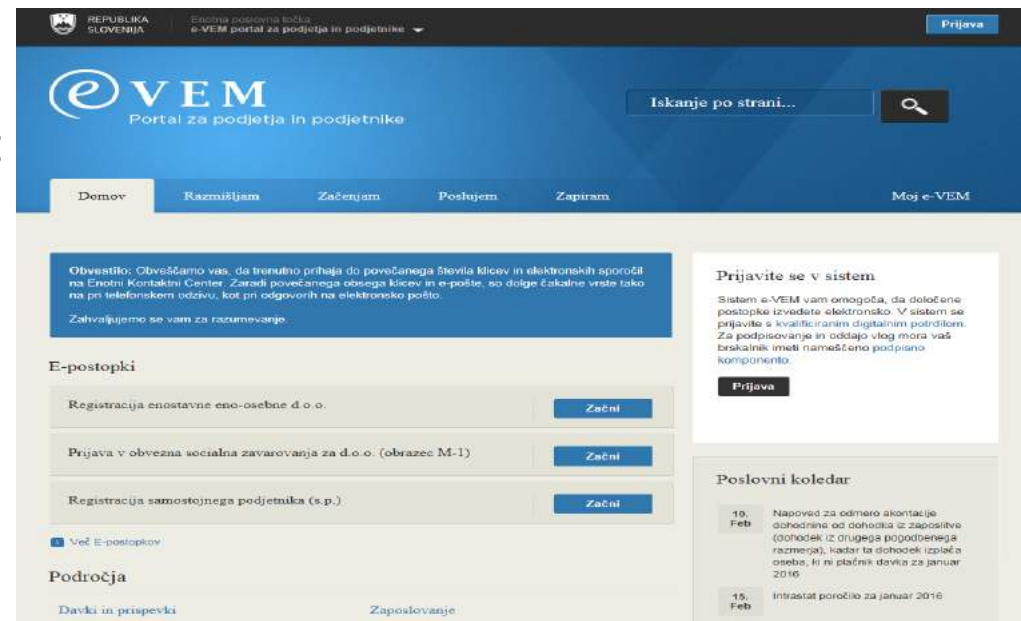 REPUBLIKA
SLOVENIJA
Enotna poslovna točka
e-VEM portal za podjetja in podjetnike
Prijava
e VEM
Portal za podjetja in podjetnike
Iskanje po strani...
Domov
Razmišljam
Začenjam
Poslujem
Zapiram
Moj e-VEM
Obvestilo: Obveščamo vas, da trenutno prihaja do povečanega števila klicev in elektronskih sporočil
na Enotni Kontaktni Center. Zaradi povečanega obsega klicev in e-pošte, so dolge čakalne vrste tako
na pri telefonskem odzivu, kot pri odgovorih na elektronsko pošto.
Zahvaljujemo se vam za razumevanje.
E-postopki
Registracija enostavne eno-osebne d.o.o.
Začni
Prijava v obvezna socialna zavarovanja za d.o.o. (obrazec M-1)
Začni
Registracija samostojnega podjetnika (s.p.)
Začni
Več E-postopkov
Področja
Davki in prispevki
Zaposlovanje
Prijavite se v sistem
Sistem e-VEM vam omogoča, da določene
postopke izvedete elektronsko. V sistem se
prijavite s kvalificiranim digitalnim potrdilom.
Za podpisovanje in oddajo vlog mora vaš
brskalnik imeti nameščeno podpisno
komponento.
Prijava
Poslovni koledar
10.
Feb
Napoved za odmero akontacije
dohodnine od dohodka iz zaposlitve
(dohodek iz drugega pogodbenega
razmerja), kadar ta dohodek izplača
oseba, ki ni plačnik davka za januar
2016
15.
Feb
Intrastat poročilo za januar 2016